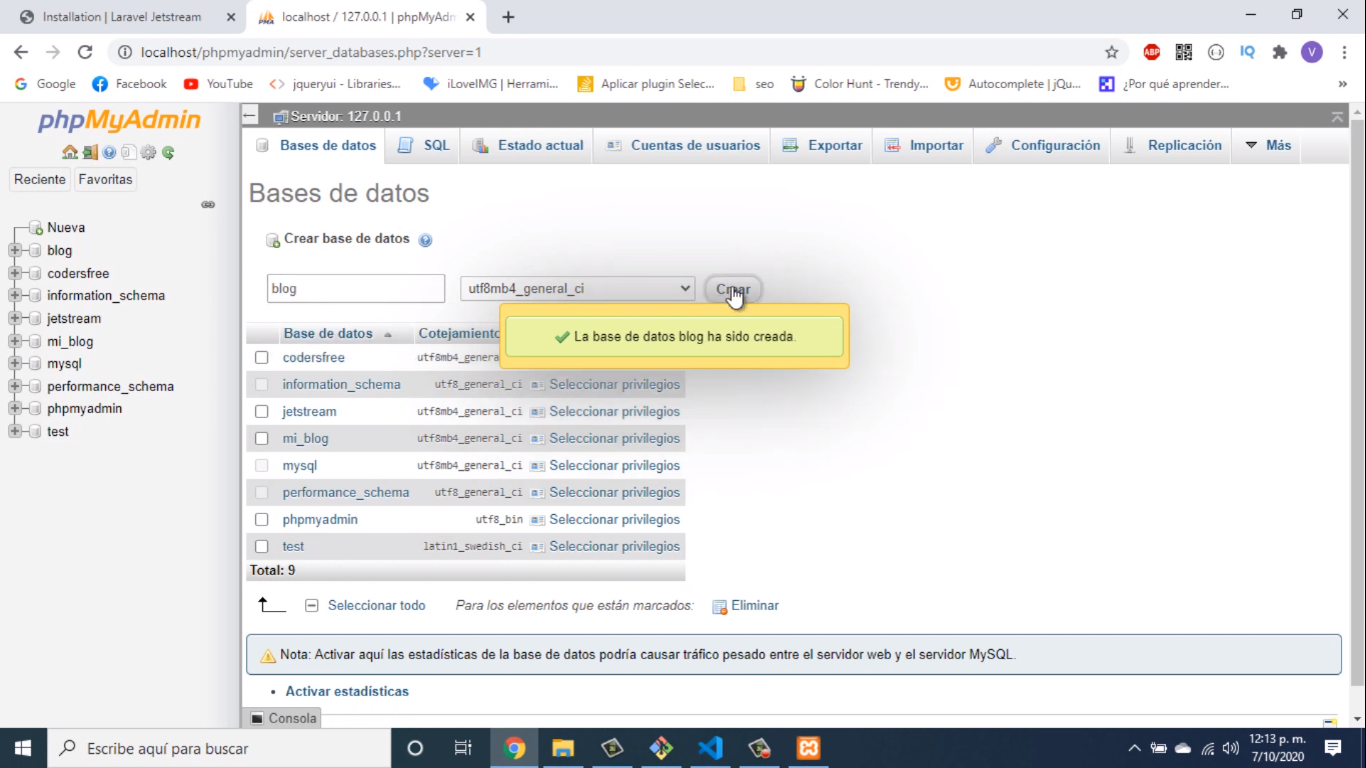 Installation | Laravel Jetstream
localhost / 127.0.0.1 | phpMyAdm
localhost/phpmyadmin/server_databases.php?server=1
ABP
IQ
V
Google
Facebook
YouTube
jqueryui - Libraries...
iLoveIMG | Herrami...
Aplicar plugin Selec...
seo
Color Hunt - Trendy...
Autocomplete | jQu...
¿Por qué aprender...
»
phpMyAdmin
Reciente
Favoritas
Nueva
blog
codersfree
information_schema
jetstream
mi_blog
mysql
performance_schema
phpmyadmin
test
Servidor: 127.0.0.1
Bases de datos
SQL
Estado actual
Cuentas de usuarios
Exportar
Importar
Configuración
Replicación
Más
Bases de datos
Crear base de datos
blog
utf8mb4_general_ci
Crear
La base de datos blog ha sido creada.
Base de datos
Cotejamiento
codersfree utf8mb4_genera
information_schema utf8_general_ci Seleccionar privilegios
jetstream utf8mb4_general_ci Seleccionar privilegios
mi_blog utf8mb4_general_ci Seleccionar privilegios
mysql utf8mb4_general_ci Seleccionar privilegios
performance_schema utf8_general_ci Seleccionar privilegios
phpmyadmin utf8_bin Seleccionar privilegios
test latin1_swedish_ci Seleccionar privilegios
Total: 9
Seleccionar todo
Para los elementos que están marcados:
Eliminar
Nota: Activar aquí las estadísticas de la base de datos podría causar tráfico pesado entre el servidor web y el servidor MySQL.
• Activar estadísticas
Consola
Escribe aquí para buscar
12:13 p. m.
7/10/2020